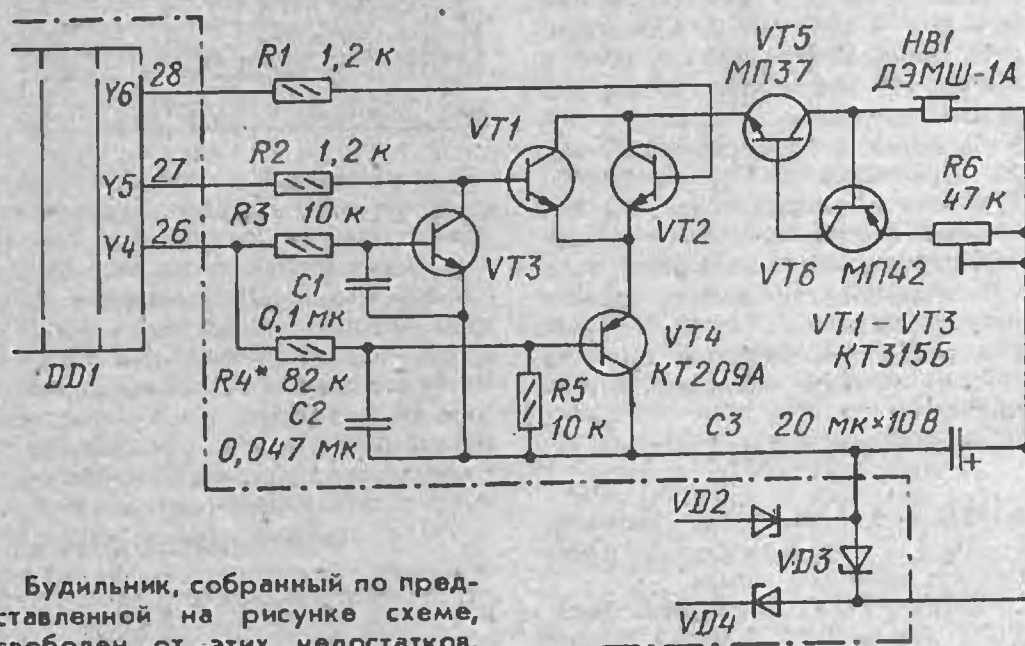 Y6
28
R1 1,2 к
Y5
27
R2 1,2 к
Y4
26
R3 10 к
C1
0,1 мк
R4* 82 к
C2
0,047 мк
DD1
VT1
VT2
VT3
VT4
КТ209А
R5
10 к
VT5
МП37
HB1
ДЭМШ-1А
R6
47 к
VT6 МП42
VT1 – VT3
КТ315Б
C3 20 мк×10В
+
VD2
VD3
VD4
Будильник, собранный по пред-
ставленной на рисунке схеме,
свободен от этих недостатков.